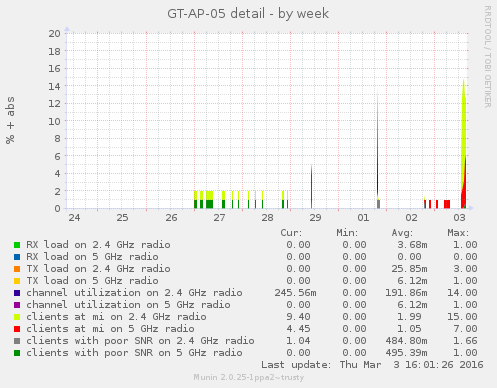 GT-AP-05 detail - by week
RRDTOOL / TOBI OETIKER
% + abs
20
18
16
14
12
10
8
6
4
2
0
24 25 26 27 28 29 01 02 03
Cur: Min: Avg: Max:
RX load on 2.4 GHz radio 0.00 0.00 3.68m 1.00
RX load on 5 GHz radio 0.00 0.00 0.00 0.00
TX load on 2.4 GHz radio 0.00 0.00 25.85m 3.00
TX load on 5 GHz radio 0.00 0.00 6.12m 1.00
channel utilization on 2.4 GHz radio 245.56m 0.00 191.86m 14.00
channel utilization on 5 GHz radio 0.00 0.00 6.12m 1.00
clients at mi on 2.4 GHz radio 9.40 0.00 1.99 15.00
clients at mi on 5 GHz radio 4.45 0.00 1.05 7.00
clients with poor SNR on 2.4 GHz radio 1.04 0.00 484.80m 1.66
clients with poor SNR on 5 GHz radio 0.00 0.00 495.39m 1.00
Last update: Thu Mar 3 16:01:26 2016
Munin 2.0.25-1ppa2~trusty